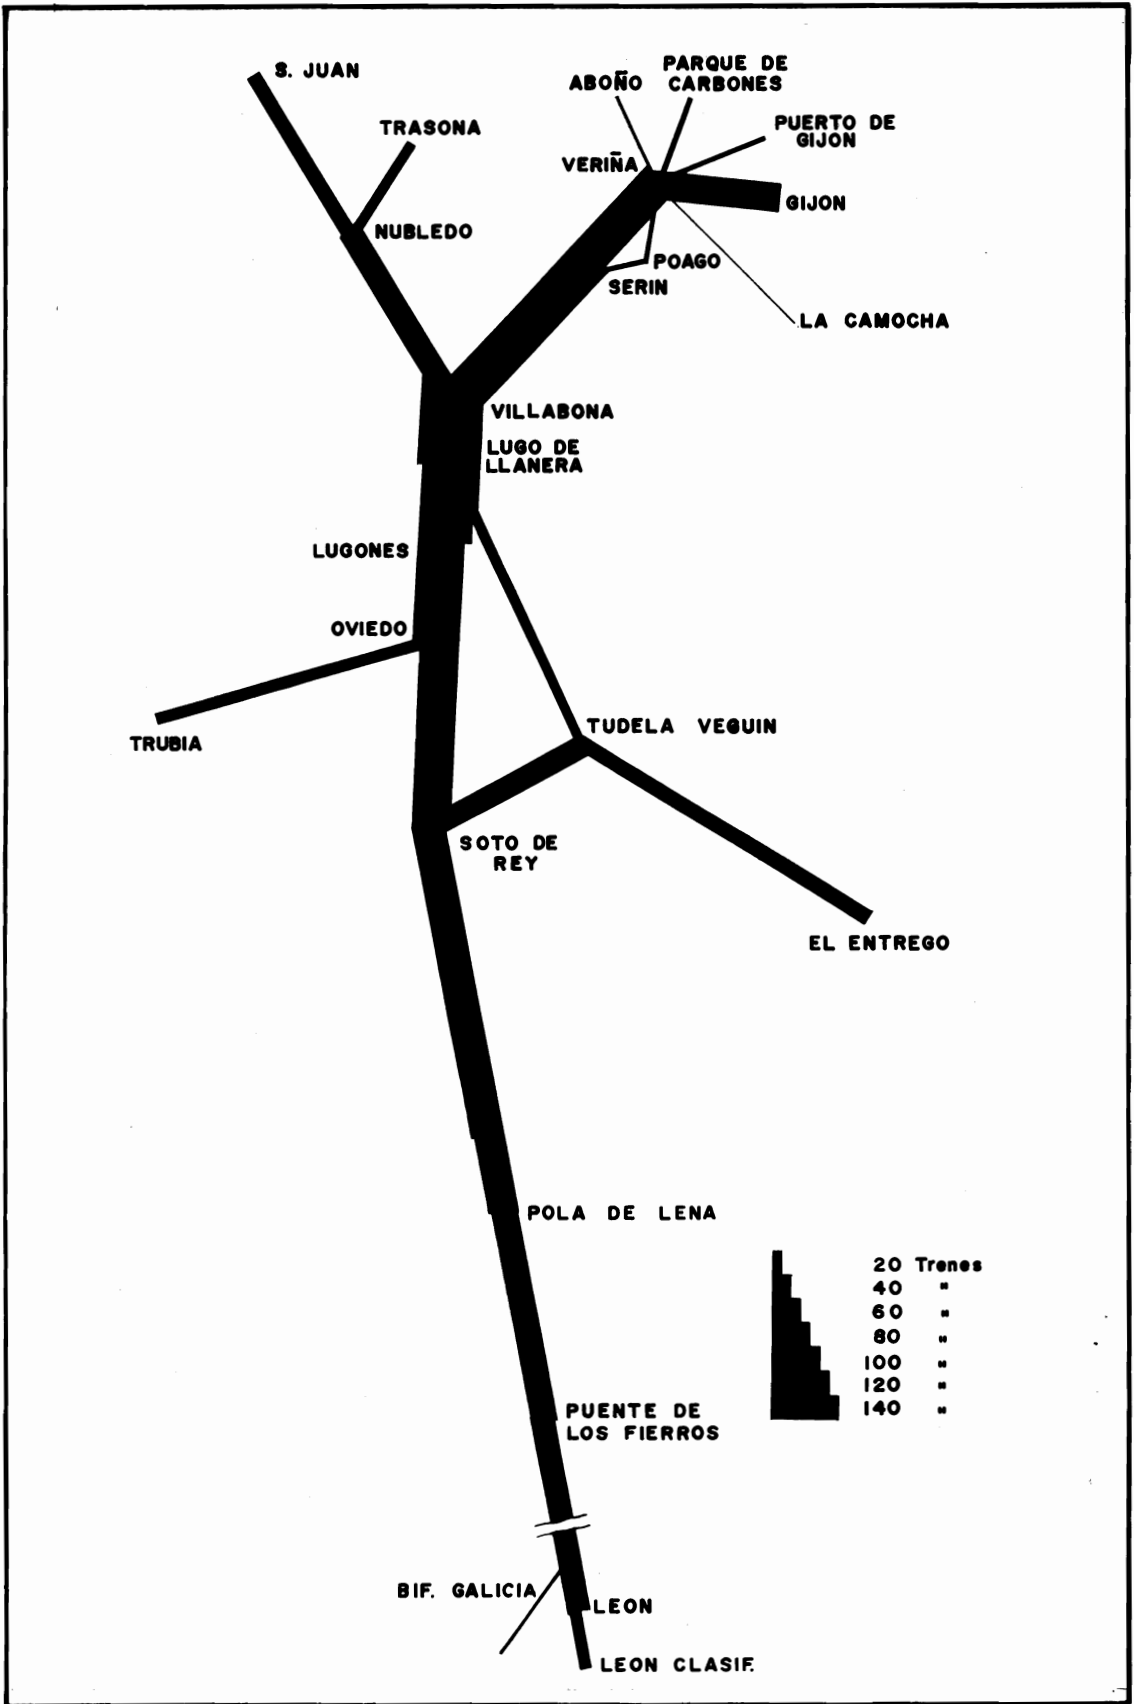 S. JUAN
PARQUE DE
ABOÑO CARBONES
TRASONA
PUERTO DE
GIJON
VERIÑA
GIJON
NUBLEDO
POAGO
SERIN
LA CAMOCHA
VILLABONA
LUGO DE
LLANERA
LUGONES
OVIEDO
TUDELA VEGUIN
TRUBIA
SOTO DE
REY
EL ENTREGO
POLA DE LENA
20 Trenes
40 "
60 "
80 "
100 "
120 "
140 "
PUENTE DE
LOS FIERROS
BIF. GALICIA
LEON
LEON CLASIF.